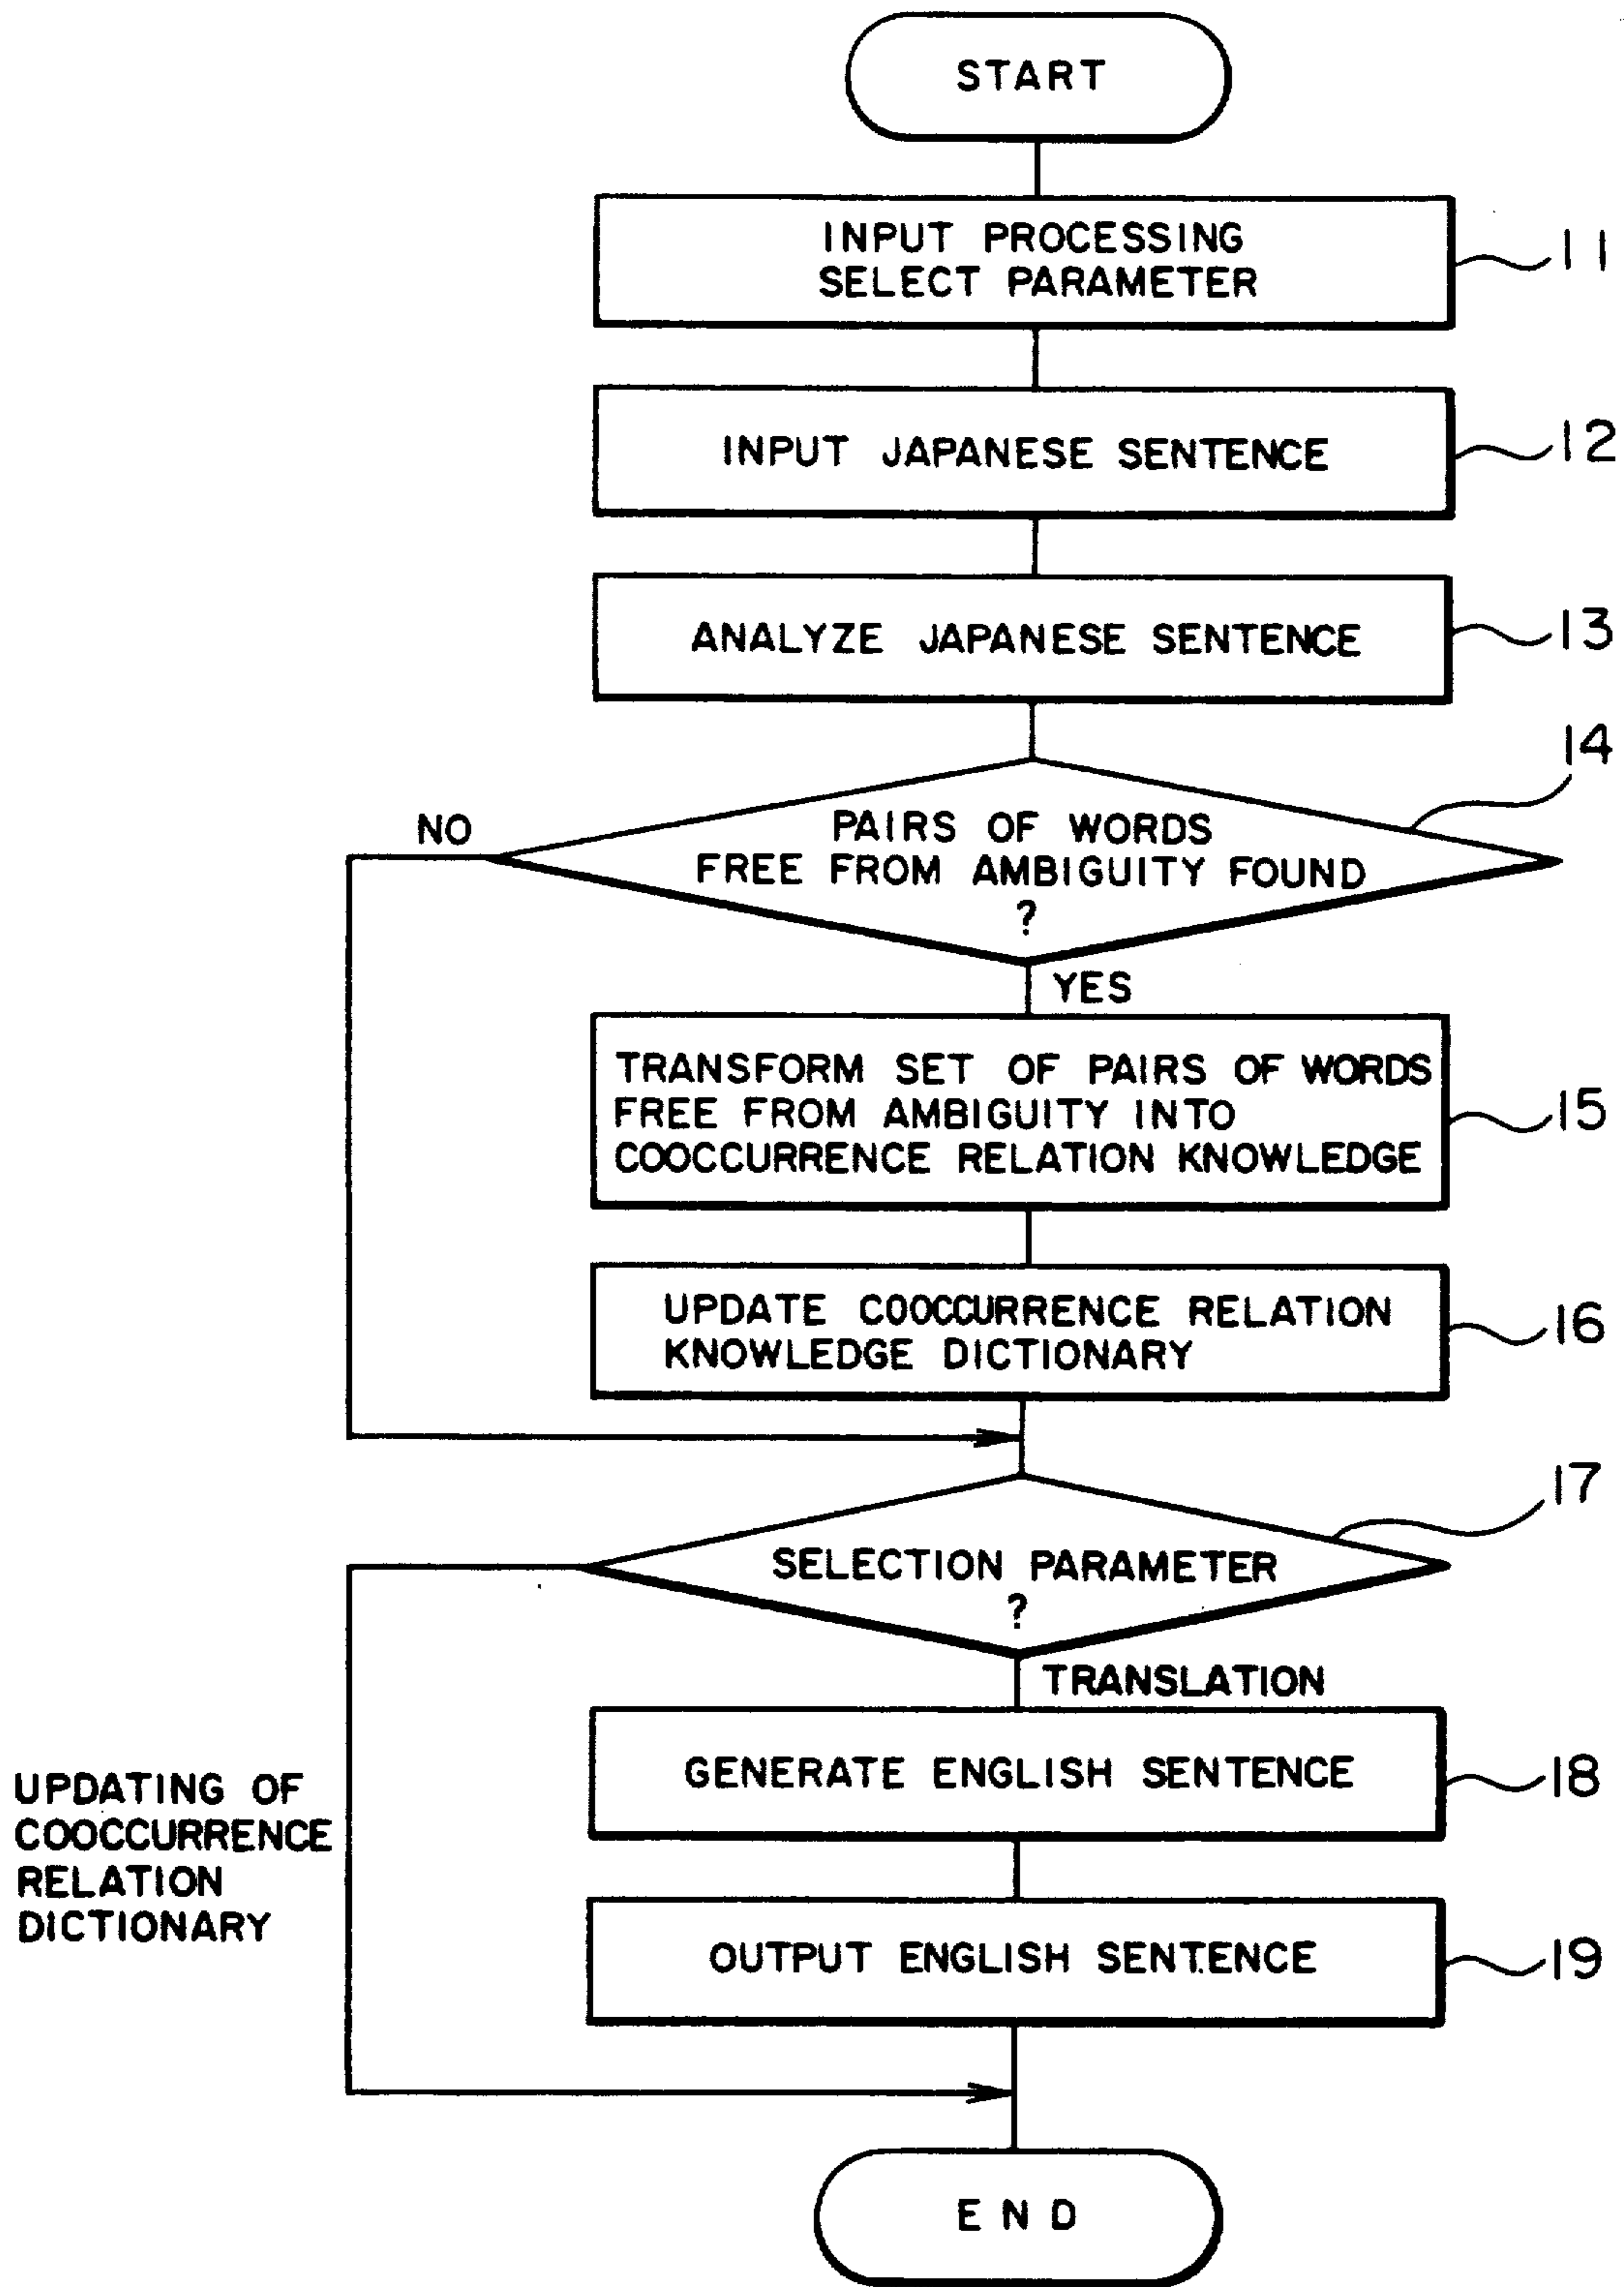 START
INPUT PROCESSING
SELECT PARAMETER
11
INPUT JAPANESE SENTENCE
12
ANALYZE JAPANESE SENTENCE
13
14
NO
PAIRS OF WORDS
FREE FROM AMBIGUITY FOUND
?
YES
TRANSFORM SET OF PAIRS OF WORDS
FREE FROM AMBIGUITY INTO
COOCCURRENCE RELATION KNOWLEDGE
15
UPDATE COOCCURRENCE RELATION
KNOWLEDGE DICTIONARY
16
17
SELECTION PARAMETER
?
TRANSLATION
GENERATE ENGLISH SENTENCE
18
UPDATING OF
COOCCURRENCE
RELATION
DICTIONARY
OUTPUT ENGLISH SENTENCE
19
END